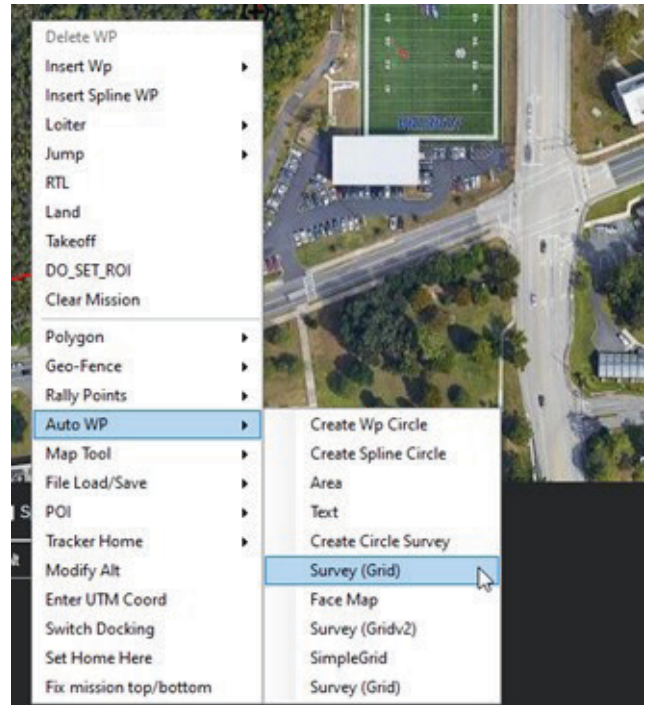 Delete WP
Insert Wp
Insert Spline WP
Loiter
Jump
RTL
Land
Takeoff
DO_SET_ROI
Clear Mission
Polygon
Geo-Fence
Rally Points
Auto WP
Map Tool
File Load/Save
POI
Tracker Home
Modify Alt
Enter UTM Coord
Switch Docking
Set Home Here
Fix mission top/bottom
Create Wp Circle
Create Spline Circle
Area
Text
Create Circle Survey
Survey (Grid)
Face Map
Survey (Gridv2)
SimpleGrid
Survey (Grid)